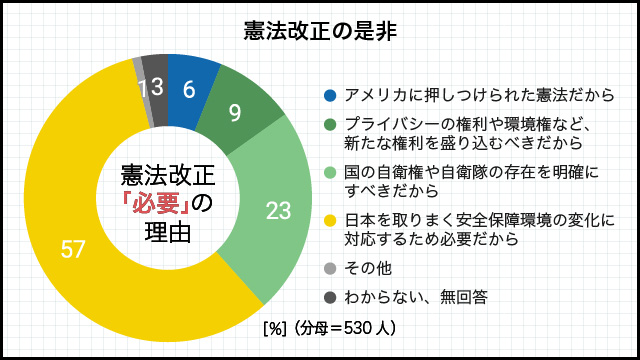 憲法改正の是非
13
6
9
23
57
憲法改正
「必要」の
理由
アメリカに押しつけられた憲法だから
プライバシーの権利や環境権など、
新たな権利を盛り込むべきだから
国の自衛権や自衛隊の存在を明確に
すべきだから
日本を取りまく安全保障環境の変化に
対応するため必要だから
その他
わからない、無回答
[%]（分母＝530 人）